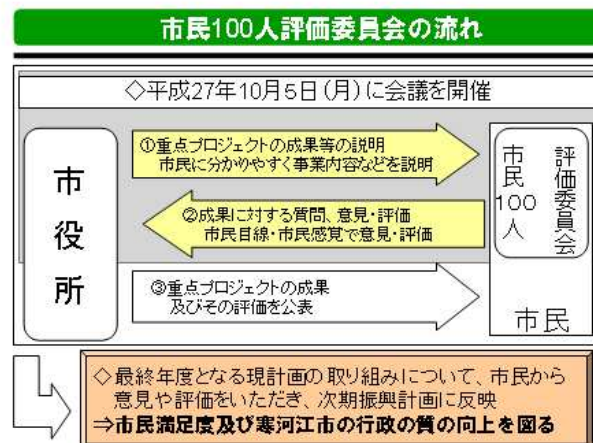 市民100人評価委員会の流れ
◇平成27年10月5日(月)に会議を開催
市役所
①重点プロジェクトの成果等の説明
市民に分かりやすく事業内容などを説明
②成果に対する質問、意見・評価
市民目線・市民感覚で意見・評価
③重点プロジェクトの成果
及びその評価を公表
市民100人
評価委員会
市民
◇最終年度となる現計画の取り組みについて、市民から
意見や評価をいただき、次期振興計画に反映
⇒市民満足度及び寒河江市の行政の質の向上を図る